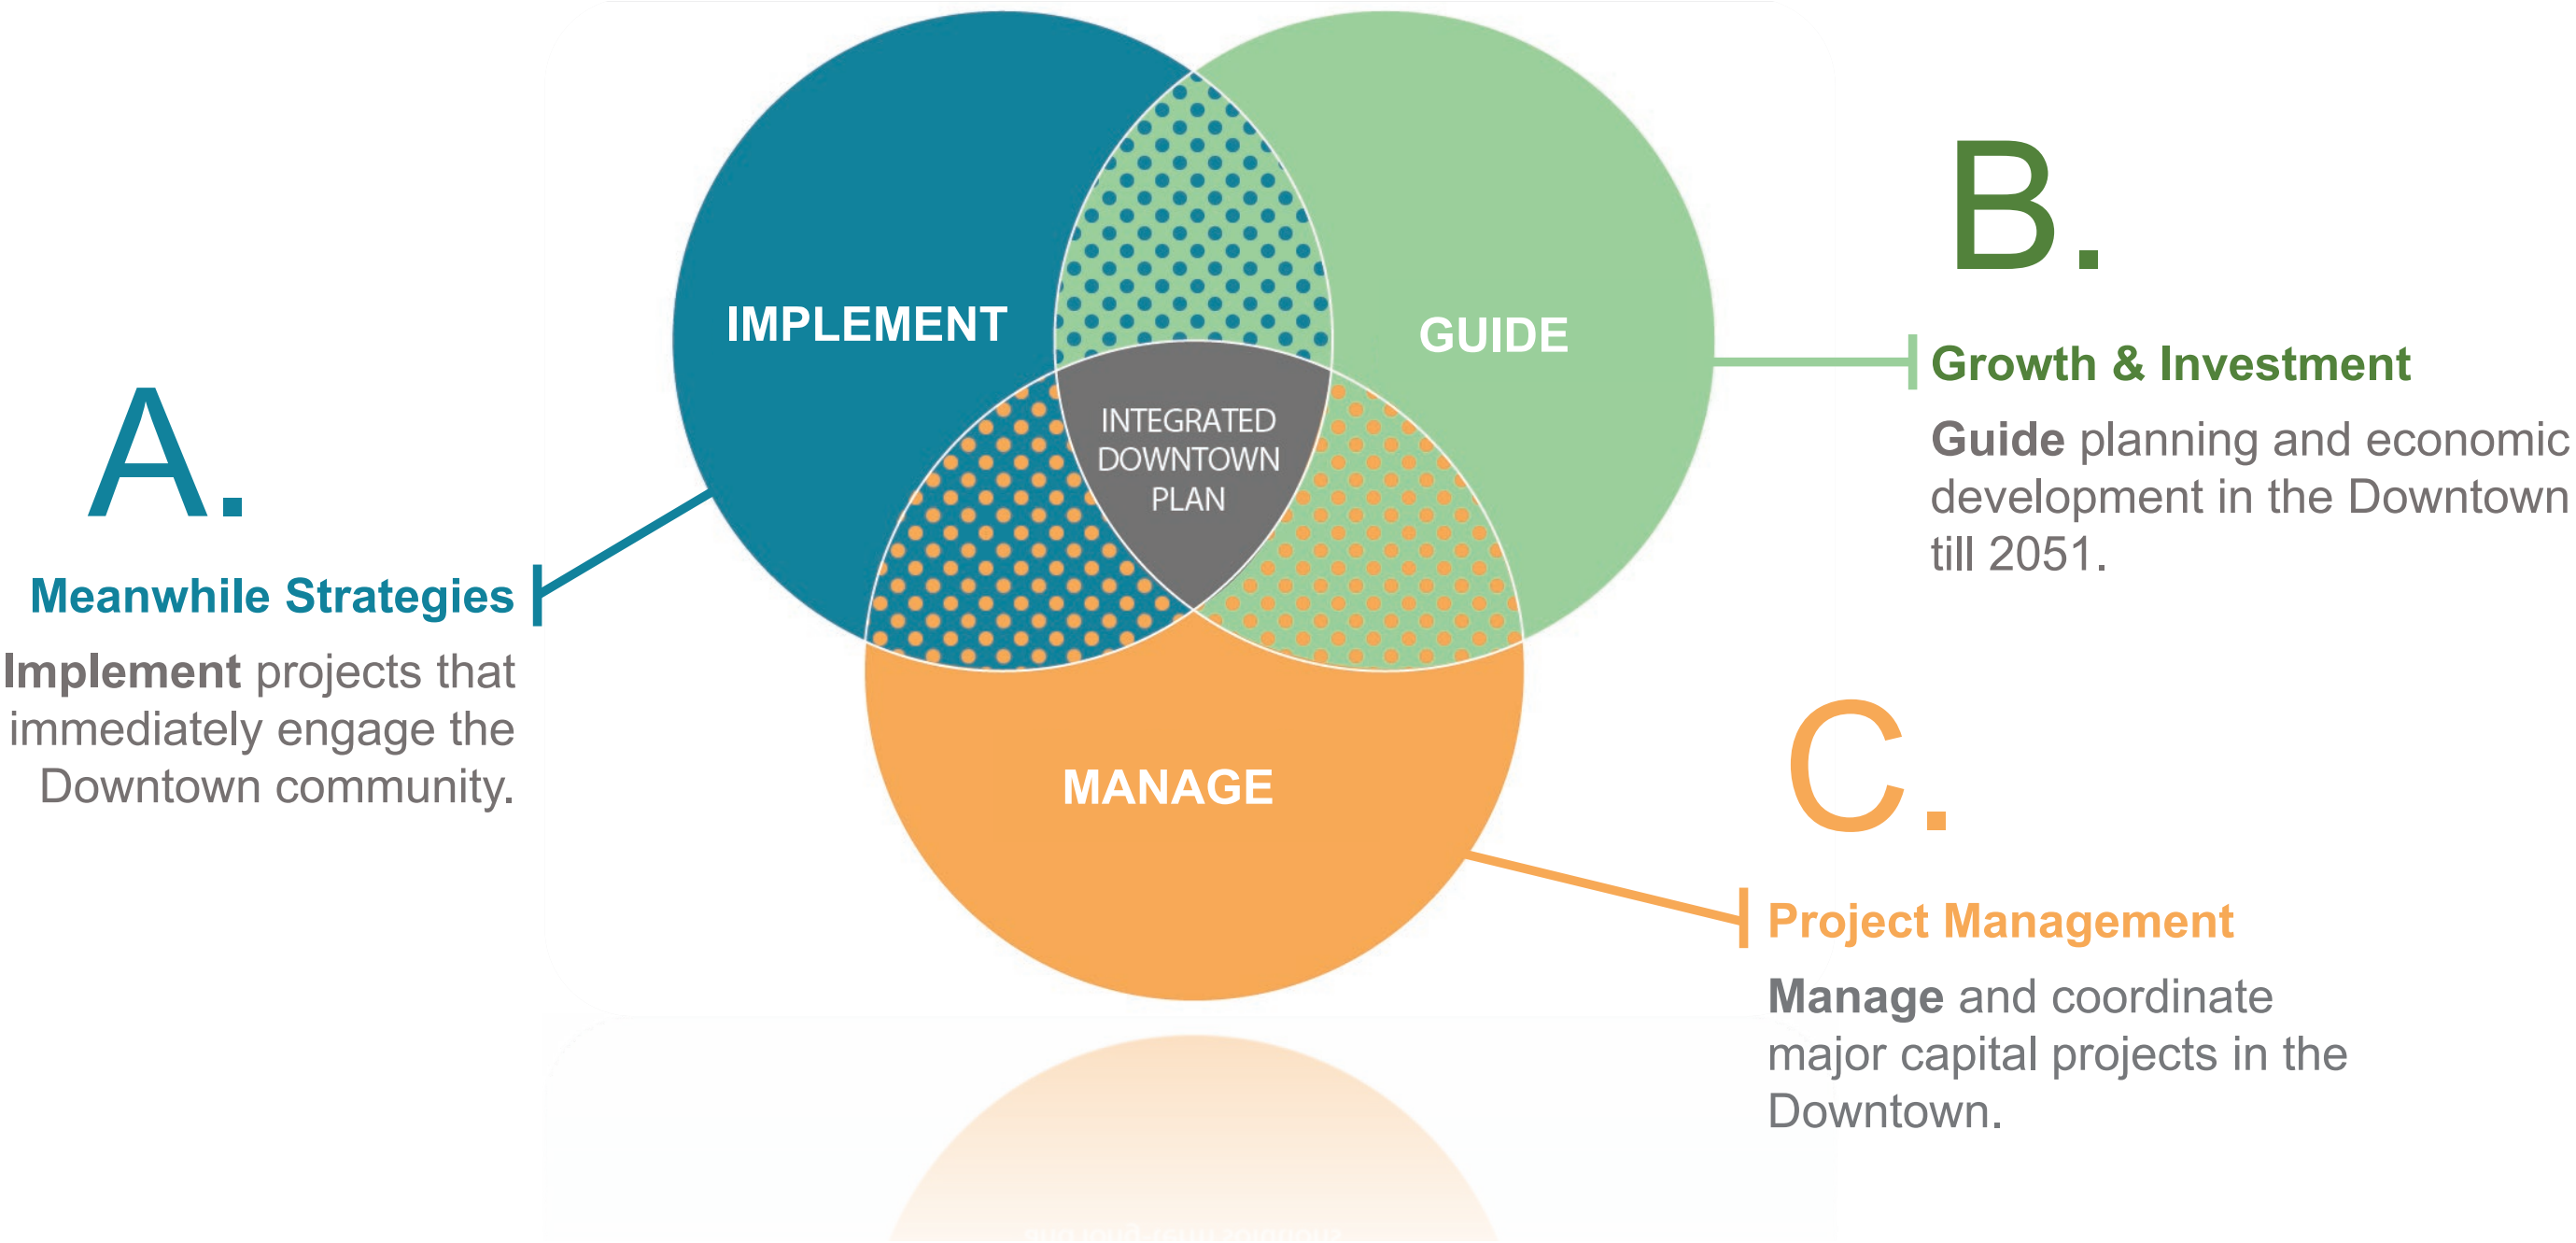 IMPLEMENT
GUIDE
INTEGRATED
DOWNTOWN
PLAN
MANAGE
A.
Meanwhile Strategies
Implement projects that
immediately engage the
Downtown community.
B.
Growth & Investment
Guide planning and economic
development in the Downtown
till 2051.
C.
Project Management
Manage and coordinate
major capital projects in the
Downtown.